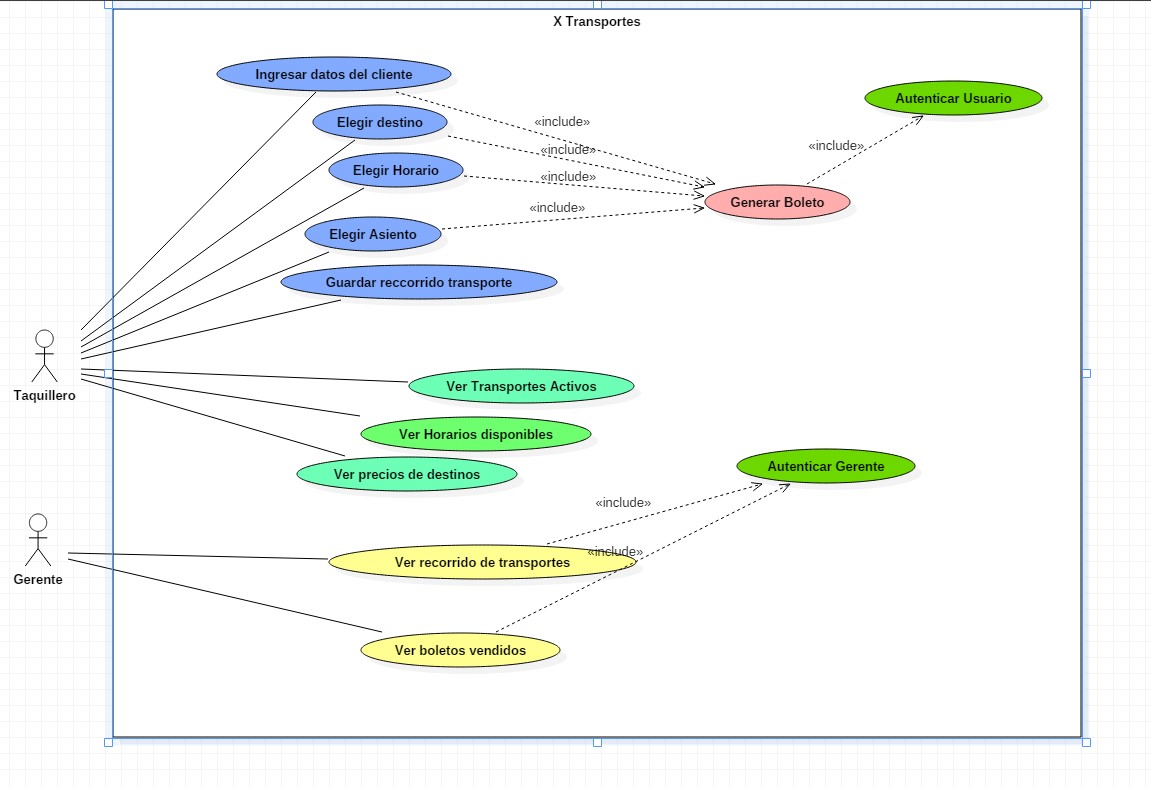 X Transportes
Ingresar datos del cliente
Autenticar Usuario
Elegir destino
«include»
«include»
«include»
Elegir Horario
«include»
Generar Boleto
«include»
Elegir Asiento
Guardar reccorrido transporte
Taquillero
Ver Transportes Activos
Ver Horarios disponibles
Ver precios de destinos
Autenticar Gerente
«include»
Gerente
«include»
Ver recorrido de transportes
Ver boletos vendidos